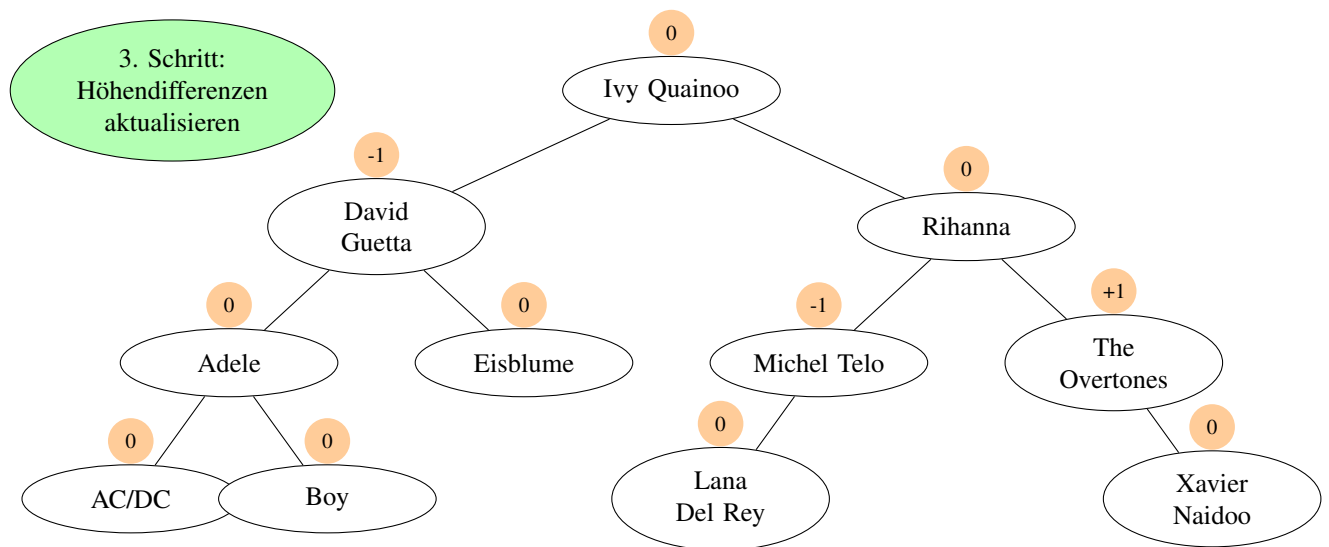 3. Schritt:
Höhendifferenzen
aktualisieren
0
Ivy Quainoo
-1
David
Guetta
0
Rihanna
0
Adele
0
Eisblume
-1
Michel Telo
+1
The
Overtones
0
AC/DC
0
Boy
0
Lana
Del Rey
0
Xavier
Naidoo